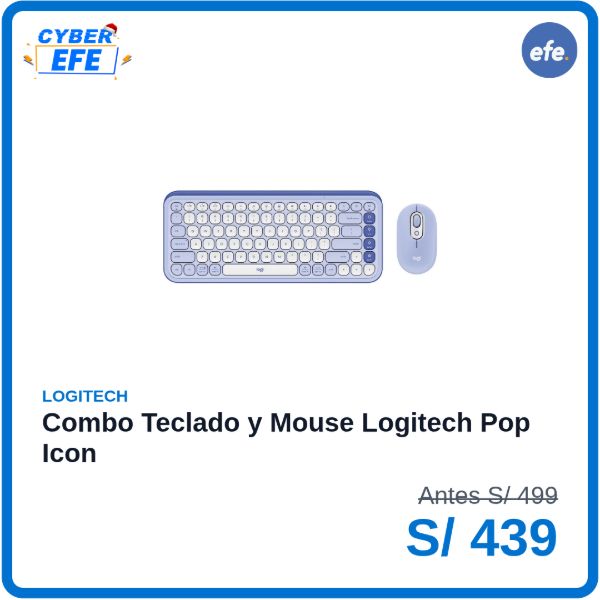 CYBER
EFE
efe.
LOGITECH
Combo Teclado y Mouse Logitech Pop
Icon
Antes S/ 499
S/ 439